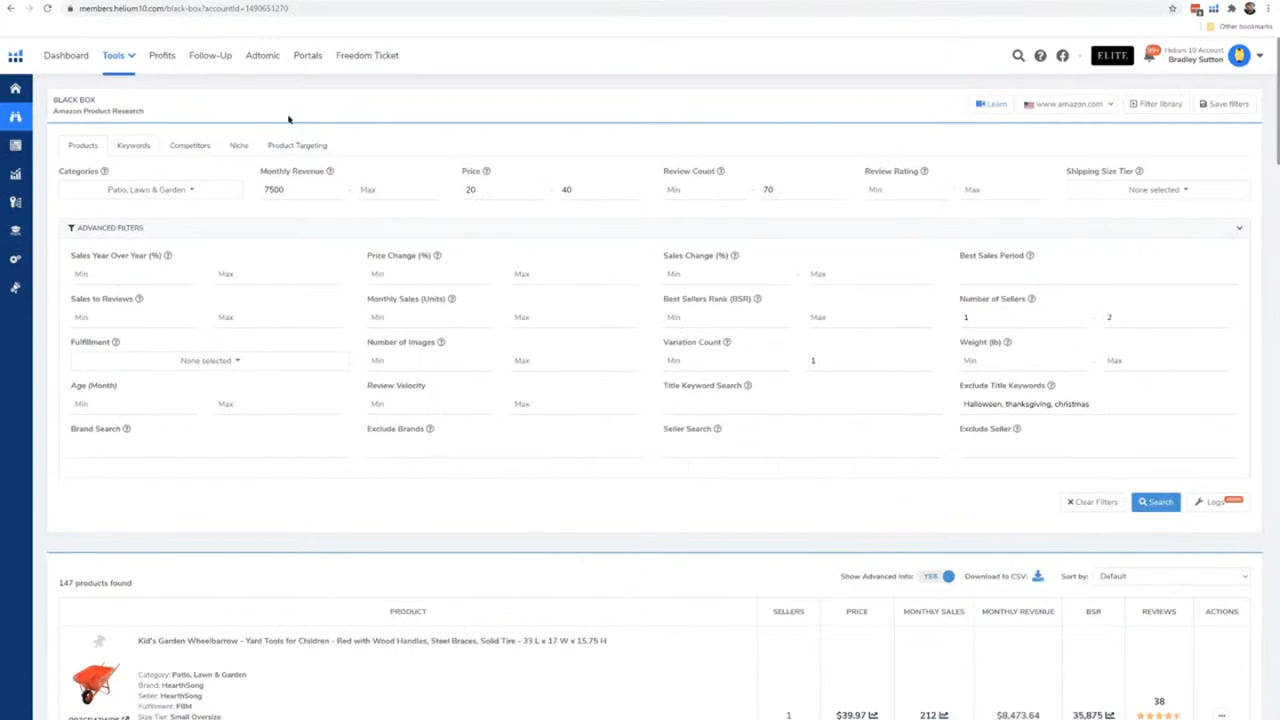 members.helium10.com/black-box?accountId=1490651270
Other bookmarks
Dashboard Tools Profits Follow-Up Adtomic Portals Freedom Ticket ELITE 99+ Helium 10 Account
Bradley Sutton
BLACK BOX
Amazon Product Research
Learn www.amazon.com Filter library Save filters
Products Keywords Competitors Niche Product Targeting
Categories Monthly Revenue Price Review Count Review Rating Shipping Size Tier
Patio, Lawn & Garden 7500 - Max 20 - 40 Min - 70 Min - Max None selected
ADVANCED FILTERS
Sales Year Over Year (%) Price Change (%) Sales Change (%) Best Sales Period
Min Max Min Max Min - Max
Sales to Reviews Monthly Sales (Units) Best Sellers Rank (BSR) Number of Sellers
Min Max Min Max Min Max 1 - 2
Fulfillment Number of Images Variation Count Weight (lb)
None selected Min Max Min 1 Min - Max
Age (Month) Review Velocity Title Keyword Search Exclude Title Keywords
Min Max Min Max Halloween, thanksgiving, christmas
Brand Search Exclude Brands Seller Search Exclude Seller
Clear Filters Search Logs
147 products found Show Advanced Info: YES Download to CSV: Sort by: Default
PRODUCT SELLERS PRICE MONTHLY SALES MONTHLY REVENUE BSR REVIEWS ACTIONS
Kid's Garden Wheelbarrow - Yard Tools for Children - Red with Wood Handles, Steel Braces, Solid Tire - 33 L x 17 W x 15.75 H
Category: Patio, Lawn & Garden
Brand: HearthSong
Seller: HearthSong
Fulfillment: FBM
Size Tier: Small Oversize
38
1 $39.97 212 $8,473.64 35,875